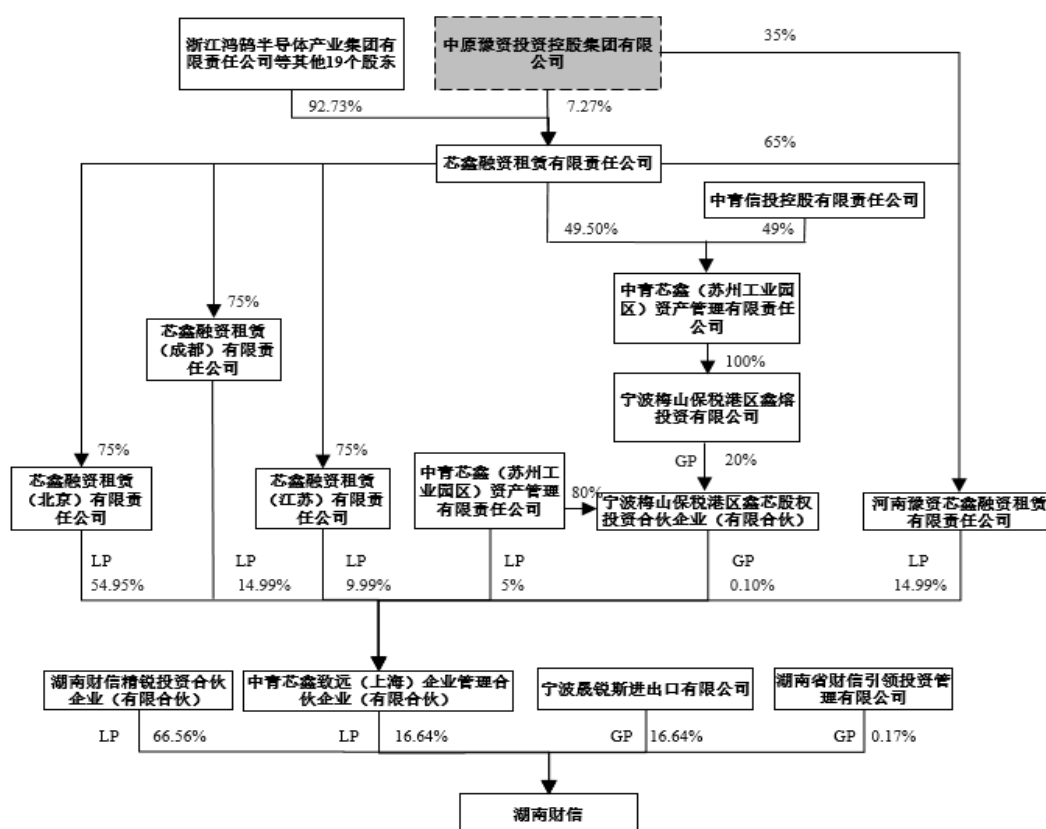 浙江鸿鹄半导体产业集团有
限责任公司等其他19个股东
中原豫资投资控股集团有限
公司
35%
92.73%
7.27%
芯鑫融资租赁有限责任公司
65%
中青信投控股有限责任公司
49.50%
49%
中青芯鑫（苏州工业园
区）资产管理有限责任
公司
75%
芯鑫融资租赁
（成都）有限责
任公司
100%
宁波梅山保税港区鑫熔
投资有限公司
75%
75%
GP
20%
芯鑫融资租赁
（北京）有限责
任公司
芯鑫融资租赁
（江苏）有限责
任公司
中青芯鑫（苏州工
业园区）资产管理
有限责任公司
80%
宁波梅山保税港区鑫芯股权
投资合伙企业（有限合伙）
河南豫资芯鑫融资租赁
有限责任公司
LP
LP
LP
LP
GP
LP
54.95%
14.99%
9.99%
5%
0.10%
14.99%
湖南财信精锐投资合伙
企业（有限合伙）
中青芯鑫致远（上海）企业管理合
伙企业（有限合伙）
宁波晟锐斯进出口有限公司
湖南省财信引领投资管
理有限公司
LP
66.56%
LP
16.64%
GP
16.64%
GP
0.17%
湖南财信